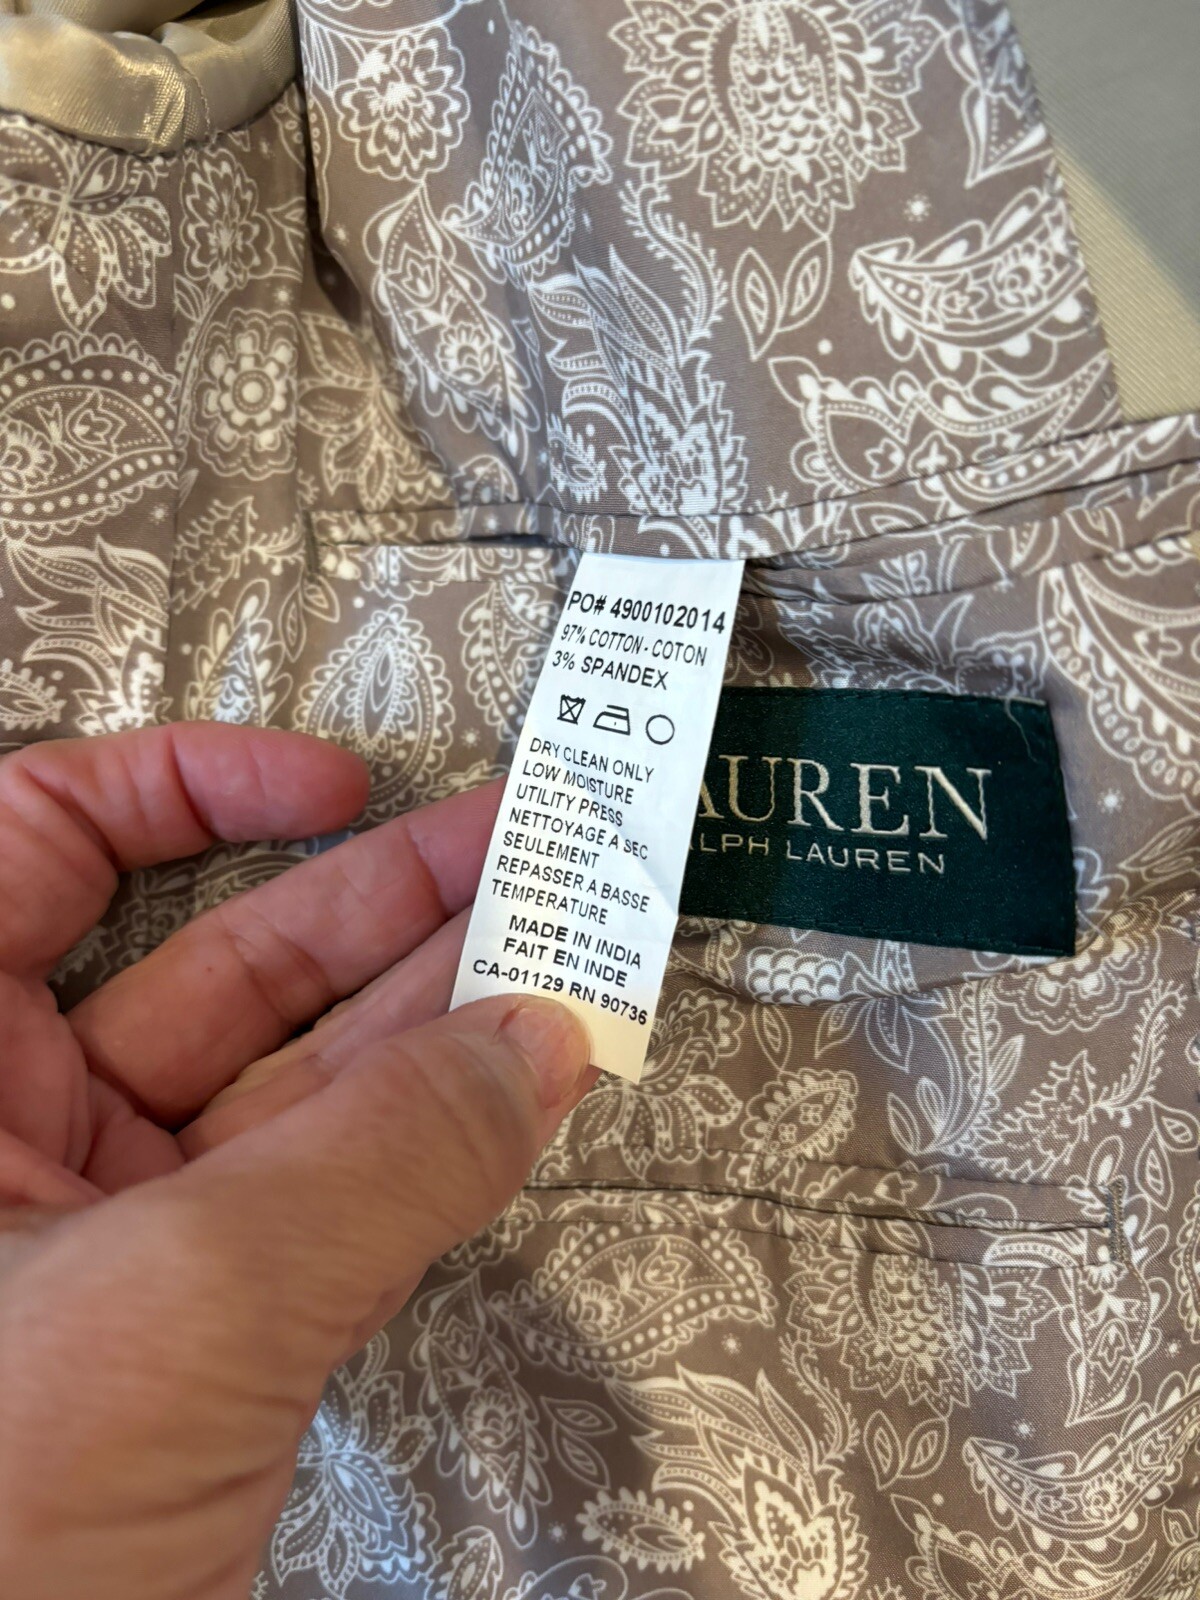 PO# 4900102014
97% COTTON - COTON
3% SPANDEX
DRY CLEAN ONLY
LOW MOISTURE
UTILITY PRESS
NETTOYAGE A SEC
SEULEMENT
REPASSER A BASSE
TEMPERATURE
MADE IN INDIA
FAIT EN INDE
CA-01129 RN 90736
AUREN
ALPH LAUREN